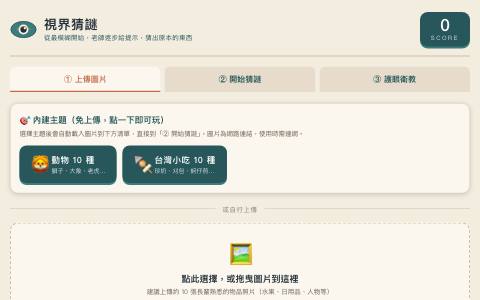 視界猜謎
從最模糊開始，老師逐步給提示，猜出原本的東西
0
SCORE
① 上傳圖片
② 開始猜謎
③ 護眼衛教
🎯 內建主題（免上傳，點一下即可玩）
選擇主題後會自動載入圖片到下方清單，直接到「② 開始猜謎」。圖片為網路連結，使用時需連網。
動物 10 種
獅子、大象、老虎…
台灣小吃 10 種
珍奶、刈包、蚵仔煎…
或自行上傳
點此選擇，或拖曳圖片到這裡
建議上傳約 10 張長輩熟悉的物品照片（水果、日用品、人物等）